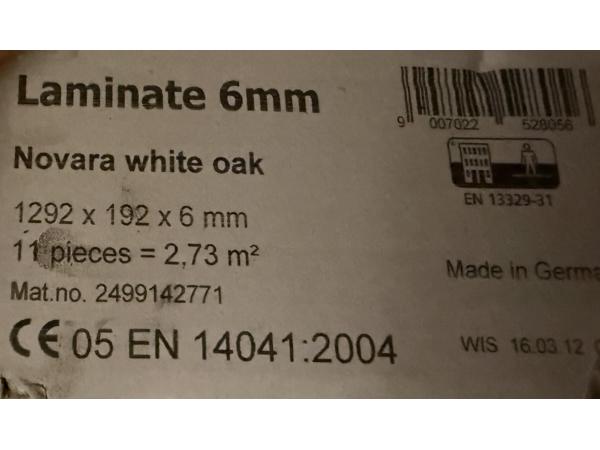 Laminate 6mm
9 007022 528056
Novara white oak
EN 13329-31
1292 x 192 x 6 mm
11 pieces = 2,73 m²
Made in Germa
Mat.no. 2499142771
CE 05 EN 14041:2004
WIS 16.03.12